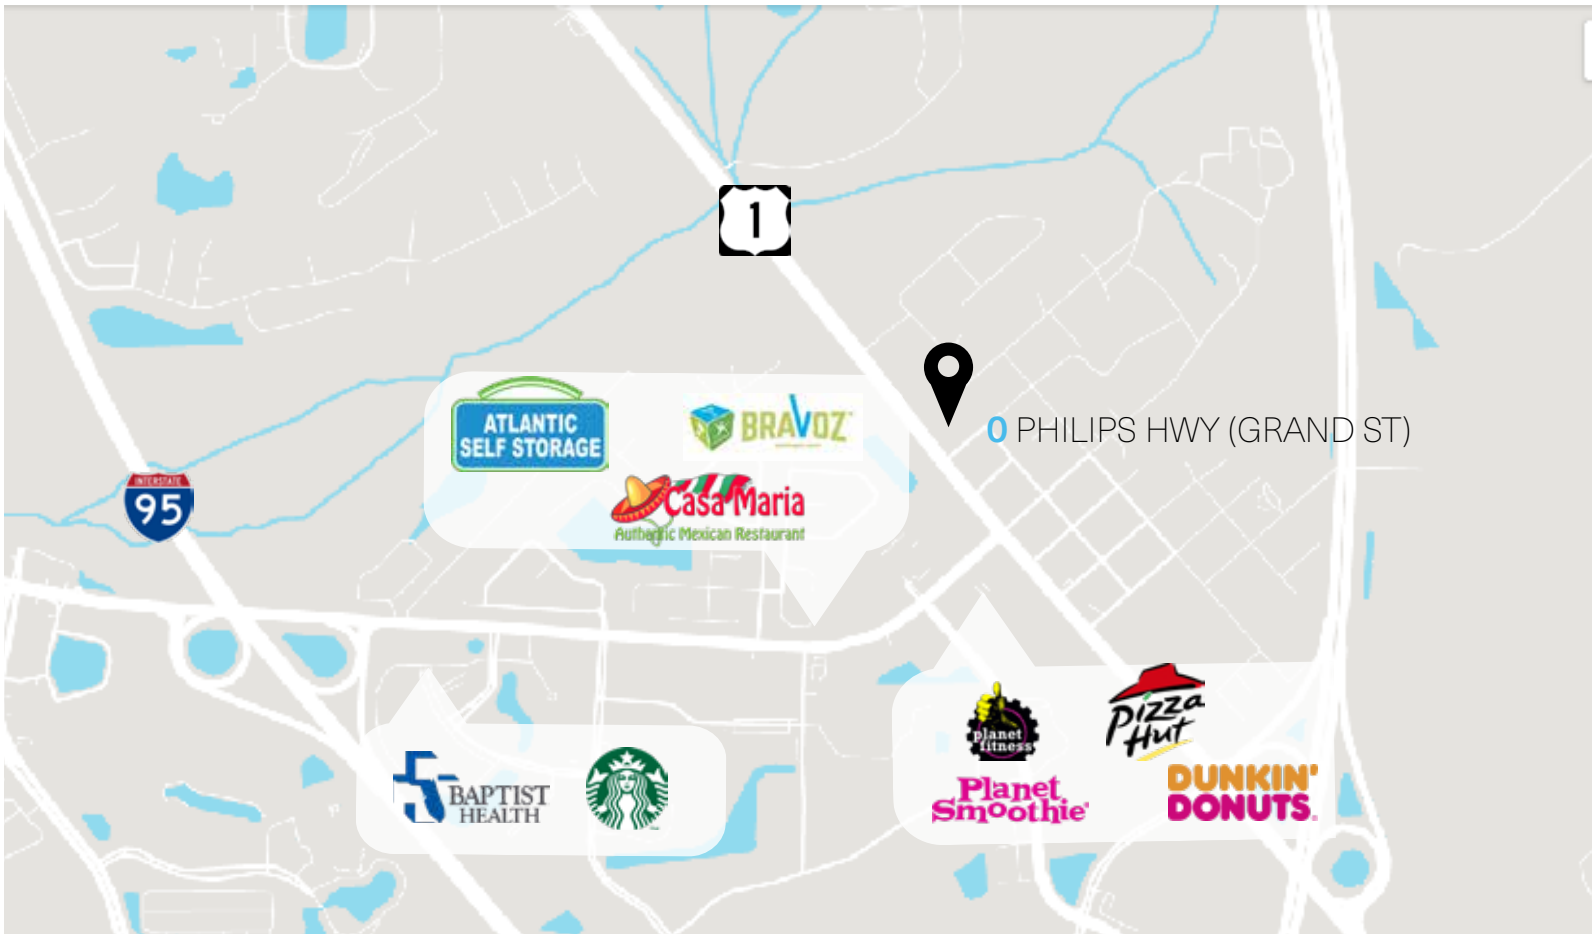 1
0 PHILIPS HWY (GRAND ST)
ATLANTIC
SELF STORAGE
BRAVOZ
Casa Maria
Authentic Mexican Restaurant
INTERSTATE
95
planet
fitness
Pizza
Hut
Planet
Smoothie
DUNKIN'
DONUTS
BAPTIST
HEALTH